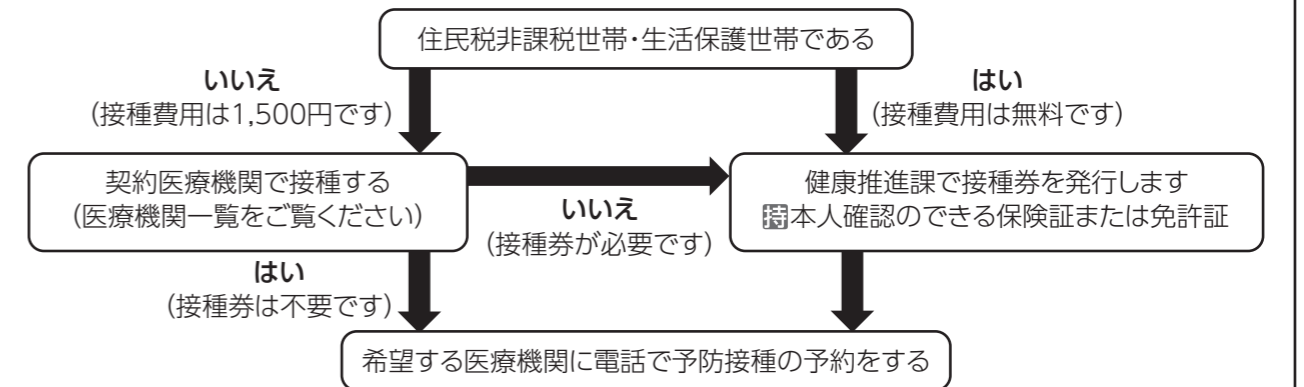 住民税非課税世帯・生活保護世帯である
いいえ
(接種費用は1,500円です)
はい
(接種費用は無料です)
契約医療機関で接種する
(医療機関一覧をご覧ください)
いいえ
(接種券が必要です)
健康推進課で接種券を発行します
持本人確認のできる保険証または免許証
はい
(接種券は不要です)
希望する医療機関に電話で予防接種の予約をする